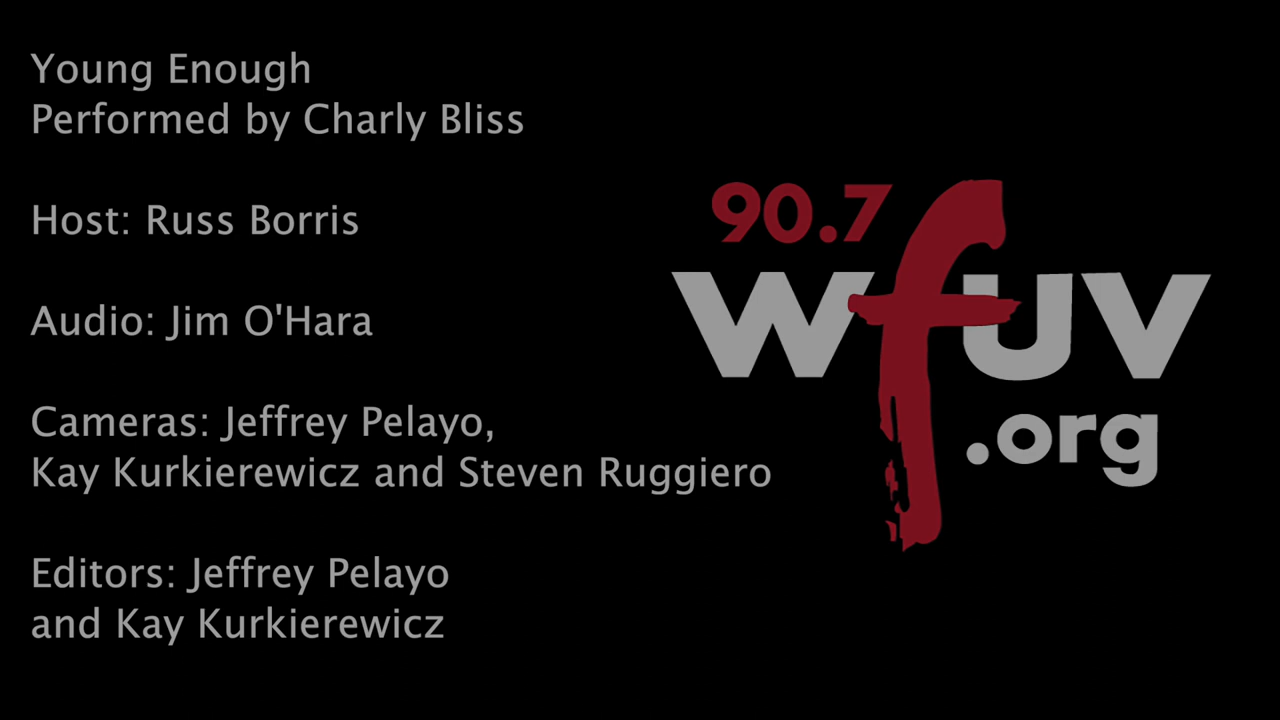 Young Enough
Performed by Charly Bliss
Host: Russ Borris
Audio: Jim O'Hara
Cameras: Jeffrey Pelayo,
Kay Kurkierewicz and Steven Ruggiero
Editors: Jeffrey Pelayo
and Kay Kurkierewicz
90.7
wfuv
.org